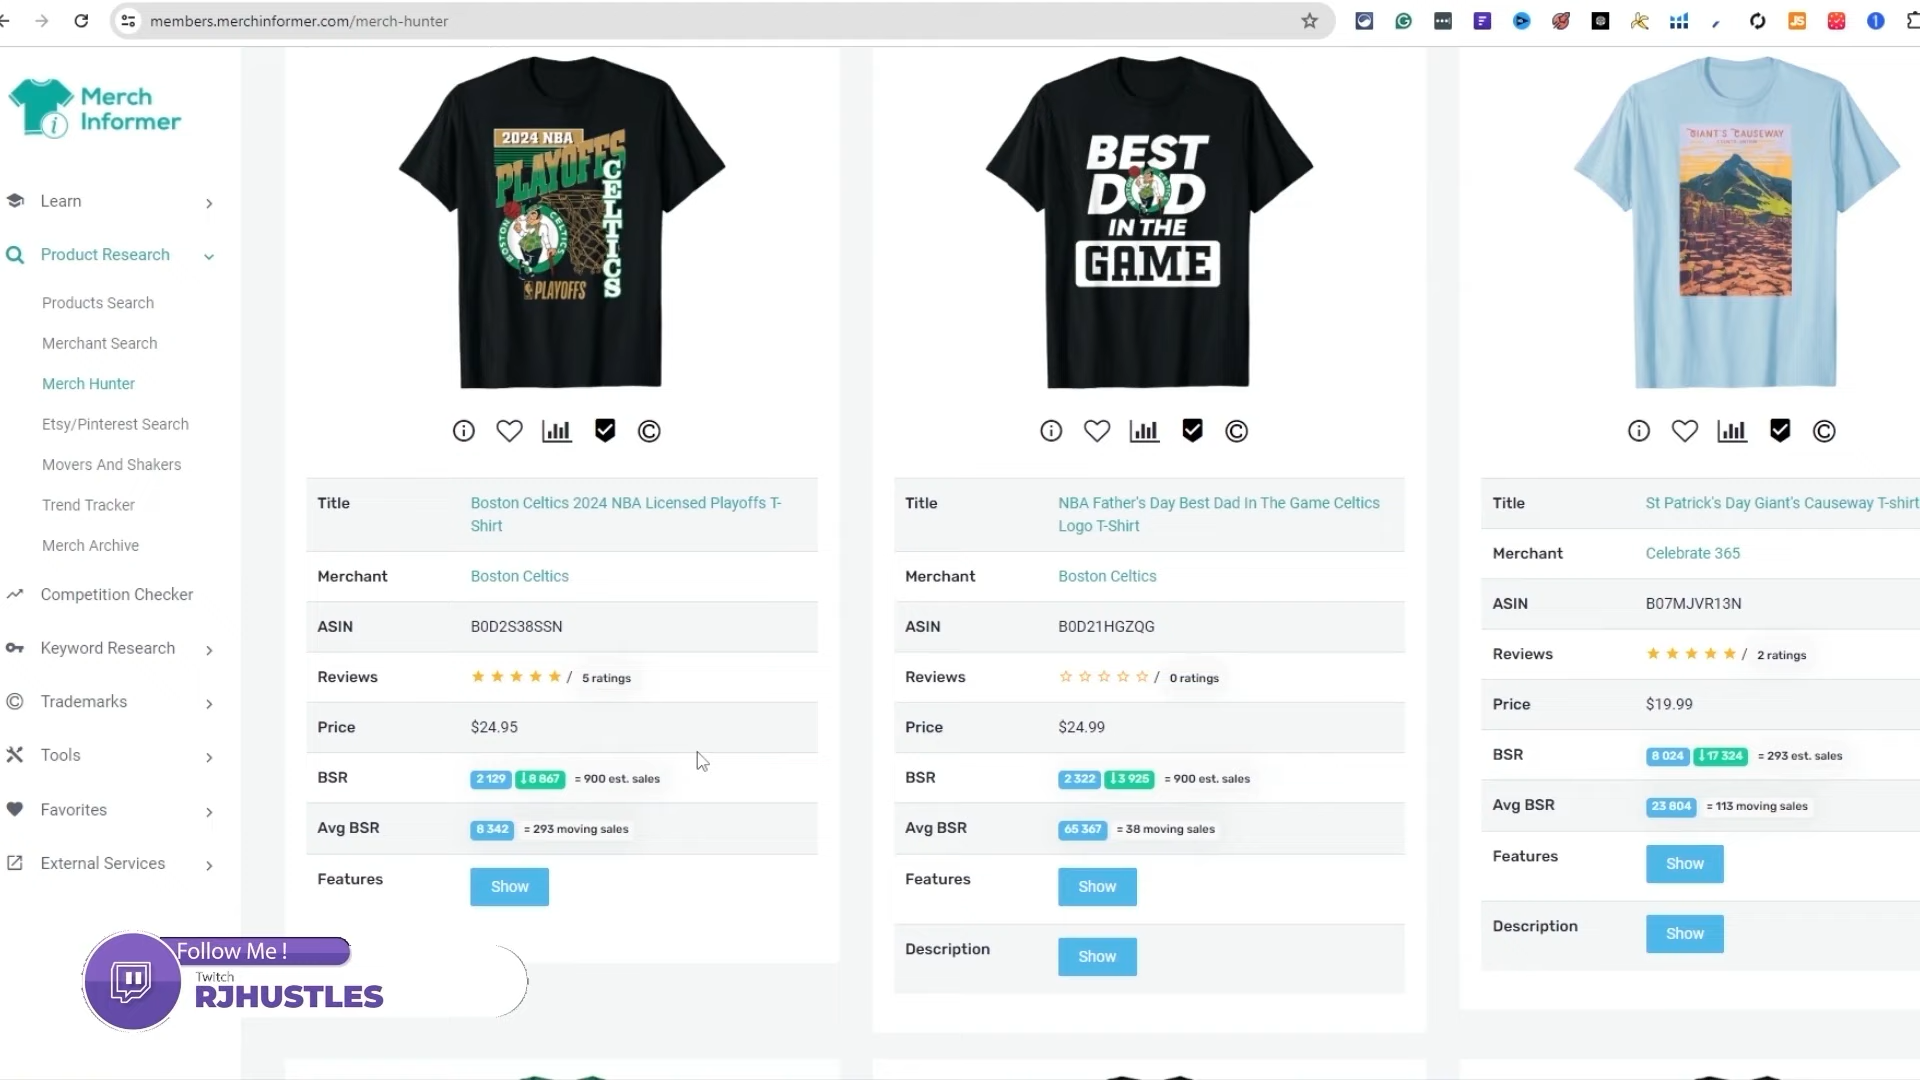 members.merchinformer.com/merch-hunter
Merch
Informer
Learn
Product Research
Products Search
Merchant Search
Merch Hunter
Etsy/Pinterest Search
Movers And Shakers
Trend Tracker
Merch Archive
Competition Checker
Keyword Research
Trademarks
Tools
Favorites
External Services
2024 NBA
PLAYOFFS
CELTICS
BOSTON
CELTICS
PLAYOFFS
Title Boston Celtics 2024 NBA Licensed Playoffs T-
Shirt
Merchant Boston Celtics
ASIN B0D2S38SSN
Reviews / 5 ratings
Price $24.95
BSR 2 129 ↓8 867 = 900 est. sales
Avg BSR 8 342 = 293 moving sales
Features Show
BEST
DAD
IN THE
GAME
Title NBA Father's Day Best Dad In The Game Celtics
Logo T-Shirt
Merchant Boston Celtics
ASIN B0D21HGZQG
Reviews / 0 ratings
Price $24.99
BSR 2 322 ↓3 925 = 900 est. sales
Avg BSR 65 367 = 38 moving sales
Features Show
Description Show
GIANT'S CAUSEWAY
Title St Patrick's Day Giant's Causeway T-shirt
Merchant Celebrate 365
ASIN B07MJVR13N
Reviews / 2 ratings
Price $19.99
BSR 8 024 ↓17 324 = 293 est. sales
Avg BSR 23 804 = 113 moving sales
Features Show
Description Show
Follow Me !
Twitch
RJHUSTLES